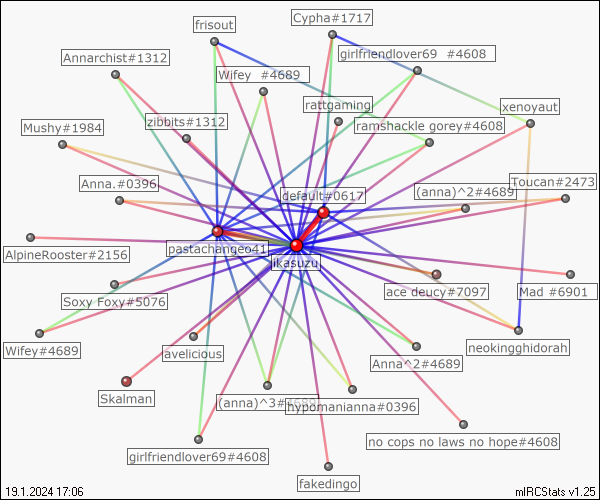 frisout
Cypha#1717
Annarchist#1312
girlfriendlover69  #4608
Wifey  #4689
rattgaming
xenoyaut
Mushy#1984
zibbits#1312
ramshackle gorey#4608
Anna.#0396
default#0617
(anna)^2#4689
Toucan#2473
pastachangeo41
likasuzu
AlpineRooster#2156
Soxy Foxy#5076
ace deucy#7097
Mad  #6901
Wifey#4689
avelicious
Anna^2#4689
neokingghidorah
Skalman
(anna)^3#4689
hypomanianna#0396
no cops no laws no hope#4608
girlfriendlover69#4608
fakedingo
19.1.2024 17:06
mIRCStats v1.25